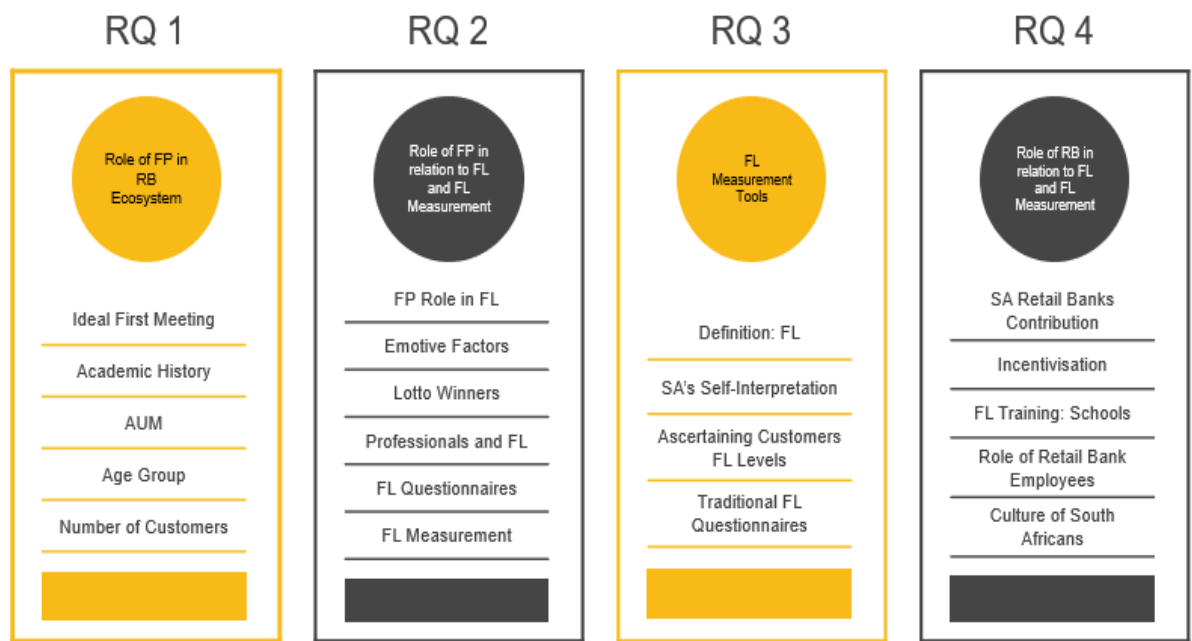 RQ 1
Role of FP in
RB
Ecosystem
Ideal First Meeting
Academic History
AUM
Age Group
Number of Customers
RQ 2
Role of FP in
relation to FL
and FL
Measurement
FP Role in FL
Emotive Factors
Lotto Winners
Professionals and FL
FL Questionnaires
FL Measurement
RQ 3
FL
Measurement
Tools
Definition: FL
SA's Self-Interpretation
Ascertaining Customers
FL Levels
Traditional FL
Questionnaires
RQ 4
Role of RB in
relation to FL
and FL
Measurement
SA Retail Banks
Contribution
Incentivisation
FL Training: Schools
Role of Retail Bank
Employees
Culture of South
Africans